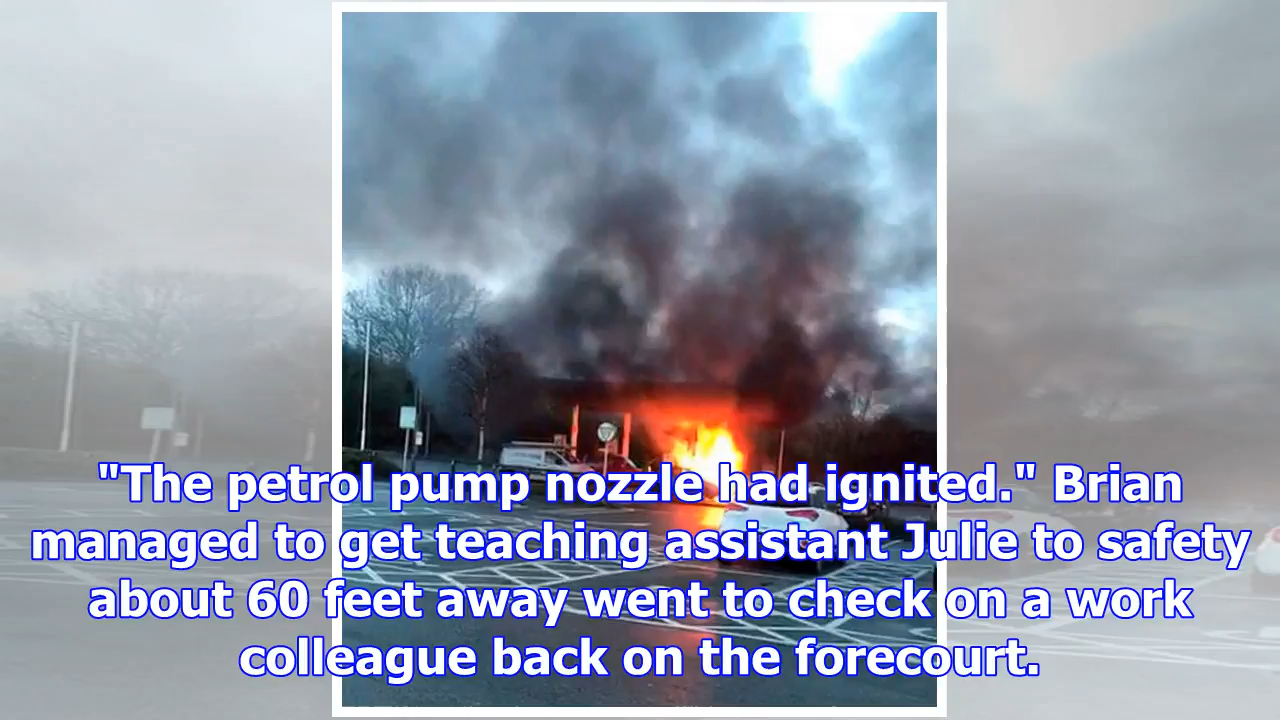 "The petrol pump nozzle had ignited." Brian
managed to get teaching assistant Julie to safety
about 60 feet away went to check on a work
colleague back on the forecourt.